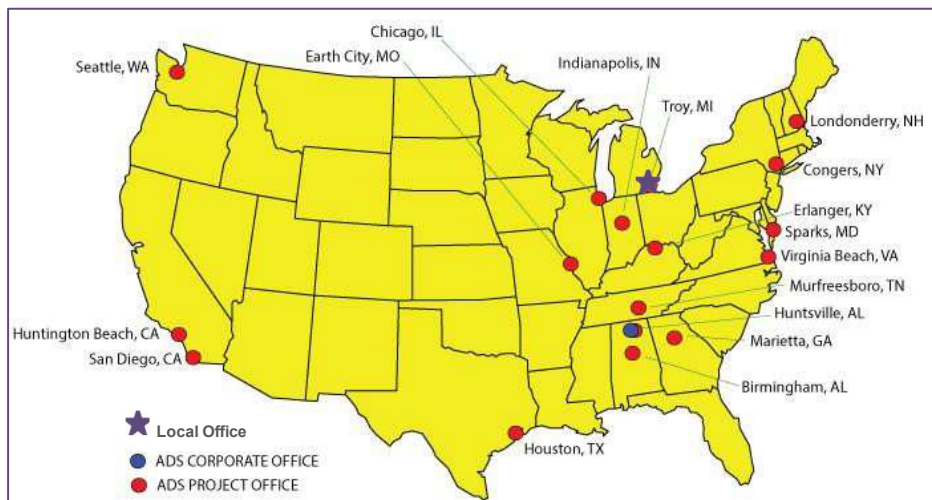 Chicago, IL
Earth City, MO
Indianapolis, IN
Seattle, WA
Troy, MI
Londonderry, NH
Congers, NY
Erlanger, KY
Sparks, MD
Virginia Beach, VA
Murfreesboro, TN
Huntsville, AL
Huntington Beach, CA
Marietta, GA
San Diego, CA
Birmingham, AL
Local Office
Houston, TX
ADS CORPORATE OFFICE
ADS PROJECT OFFICE